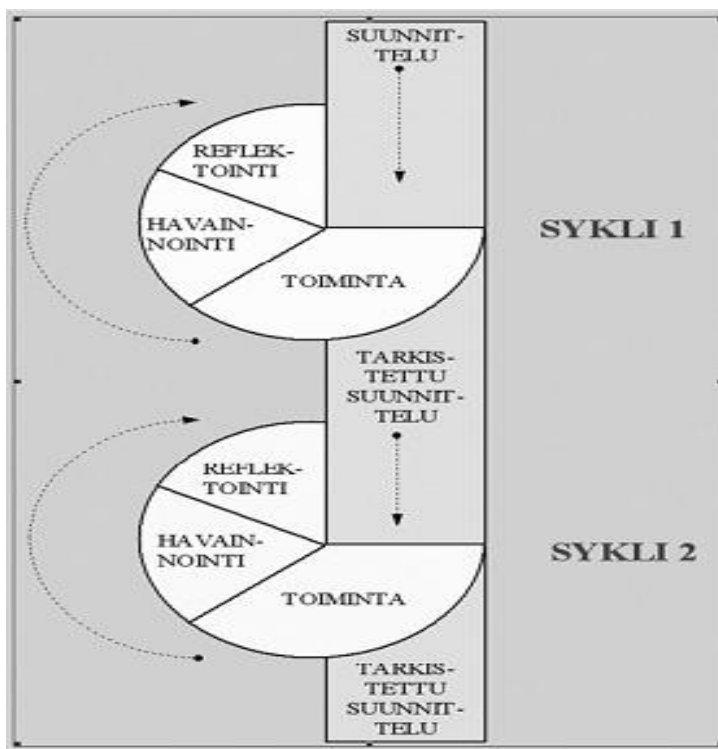 SUUNNIT-
TELU
REFLEK-
TOINTI
HAVAIN-
NOINTI
TOIMINTA
SYKLI 1
TARKIS-
TETTU
SUUNNIT-
TELU
REFLEK-
TOINTI
HAVAIN-
NOINTI
TOIMINTA
SYKLI 2
TARKIS-
TETTU
SUUNNIT-
TELU